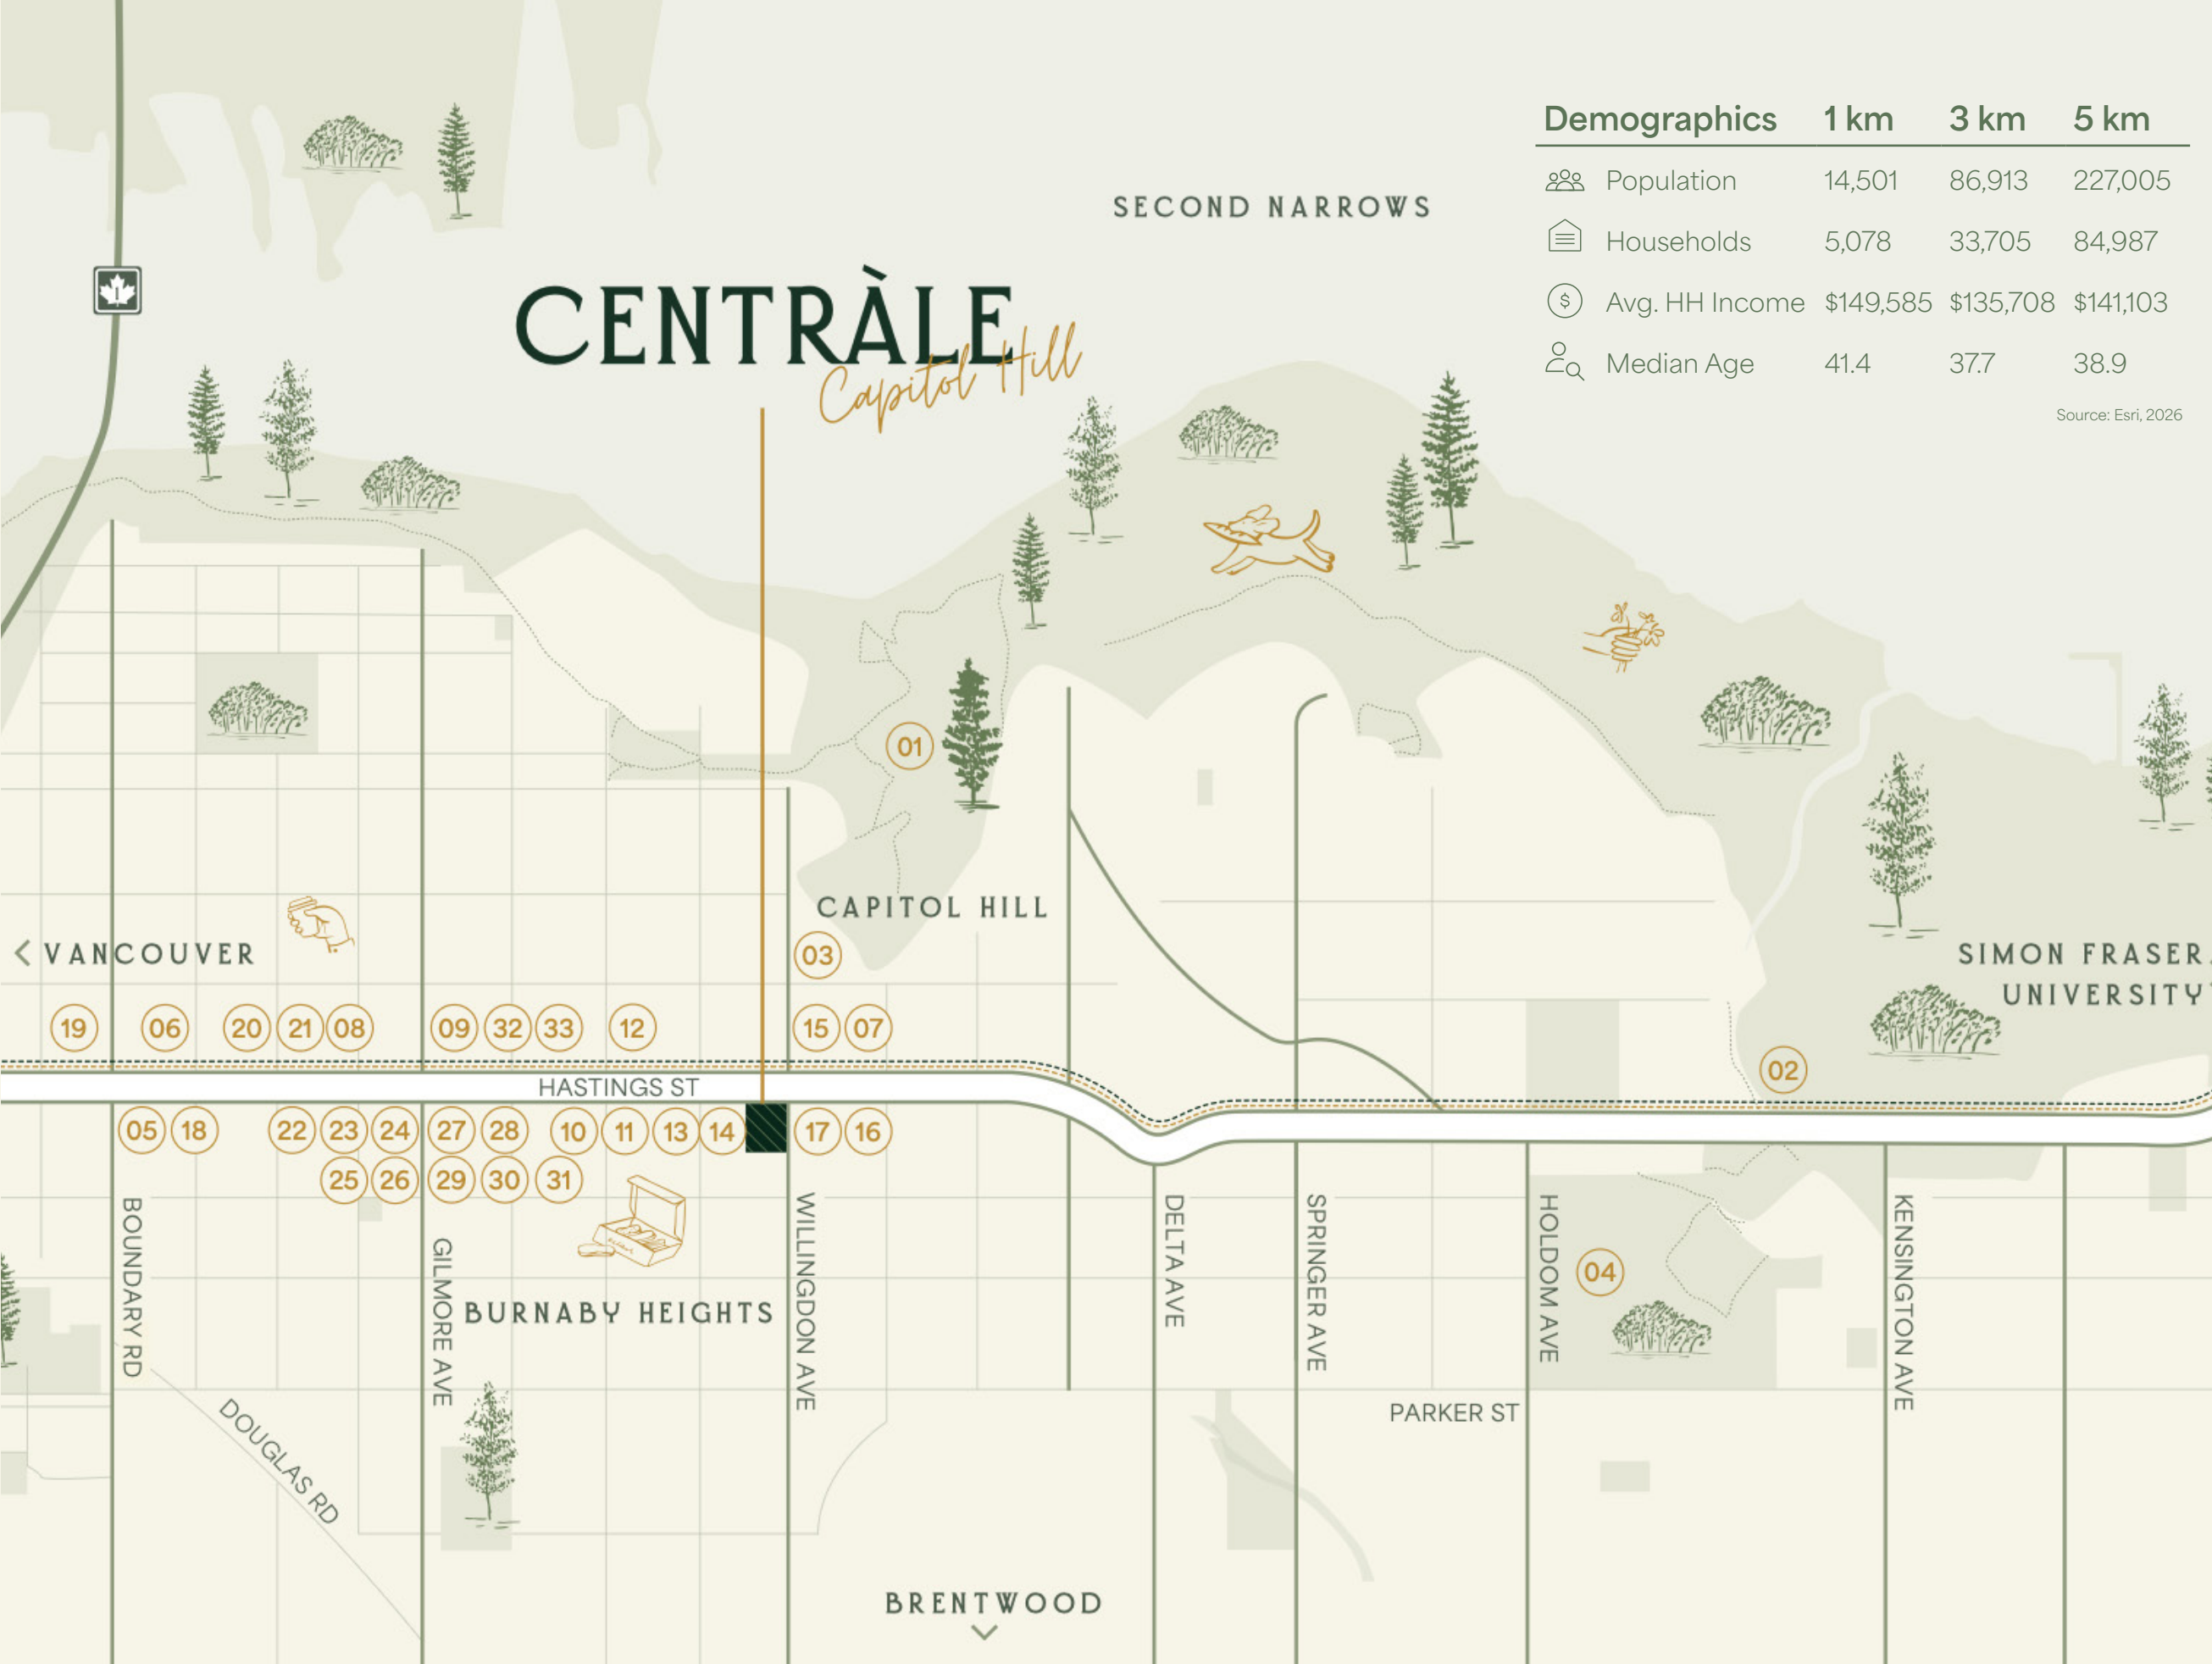 Demographics 1 km 3 km 5 km
Population 14,501 86,913 227,005
Households 5,078 33,705 84,987
Avg. HH Income $149,585 $135,708 $141,103
Median Age 41.4 37.7 38.9
Source: Esri, 2026
SECOND NARROWS
1
CENTRÀLE
Capitol Hill
01
CAPITOL HILL
VANCOUVER
03
SIMON FRASER
UNIVERSITY
19 06 20 21 08 09 32 33 12 15 07
02
HASTINGS ST
05 18 22 23 24 27 28 10 11 13 14 17 16
25 26 29 30 31
BOUNDARY RD
GILMORE AVE
WILLINGDON AVE
DELTA AVE
SPRINGER AVE
HOLDOM AVE
KENSINGTON AVE
04
BURNABY HEIGHTS
DOUGLAS RD
PARKER ST
BRENTWOOD